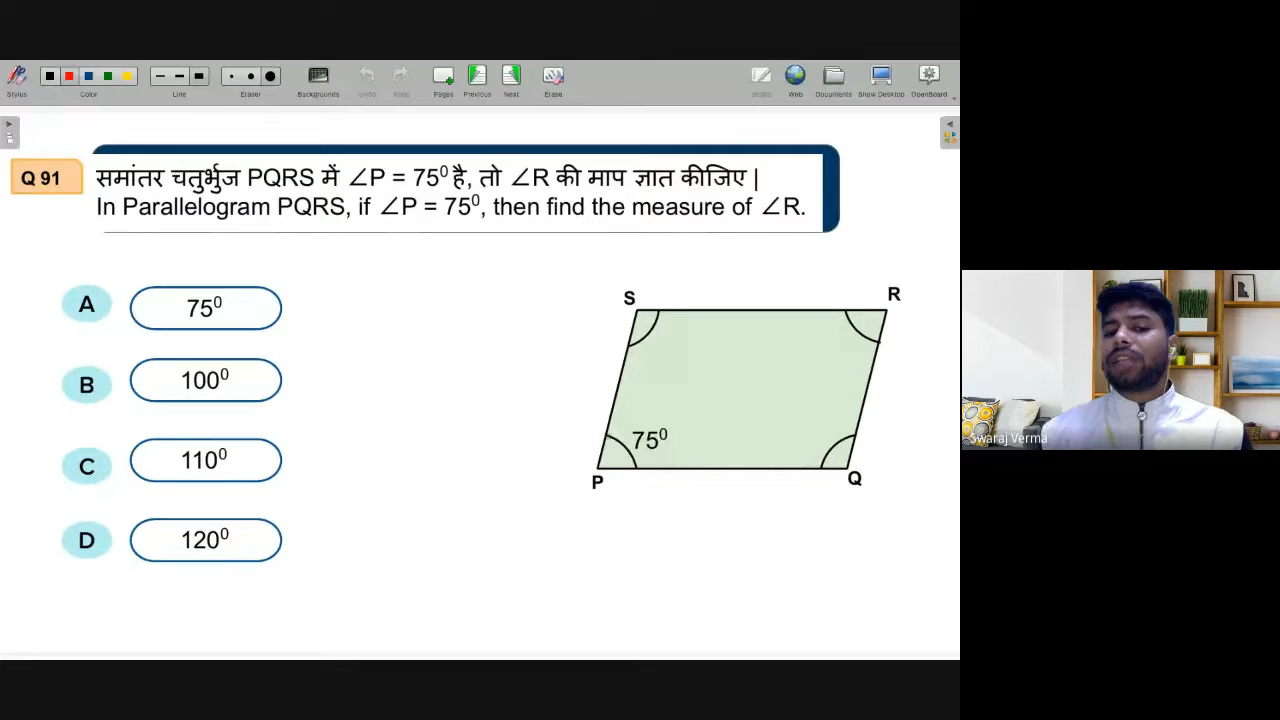 Stylus
Color
Line
Eraser
Backgrounds
Undo
Redo
Pages
Previous
Next
Erase
Board
Web
Documents
Show Desktop
OpenBoard
Q 91
समांतर चतुर्भुज PQRS में ∠P = 75⁰ है, तो ∠R की माप ज्ञात कीजिए |
In Parallelogram PQRS, if ∠P = 75⁰, then find the measure of ∠R.
A
75⁰
B
100⁰
C
110⁰
D
120⁰
S
R
75⁰
P
Q
Swaraj Verma